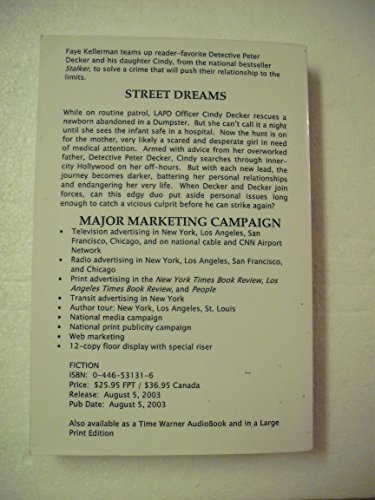 Faye Kellerman teams up reader-favorite Detective Peter
Decker and his daughter Cindy, from the national bestseller
Stalker, to solve a crime that will push their relationship to the
limits.
STREET DREAMS
While on routine patrol, LAPD Officer Cindy Decker rescues a
newborn abandoned in a Dumpster. But she can't call it a night
until she sees the infant safe in a hospital. Now the hunt is on
for the mother, very likely a scared and desperate girl in need
of medical attention. Armed with advice from her overworked
father, Detective Peter Decker, Cindy searches through inner-
city Hollywood on her off-hours. But with each new lead, the
journey becomes darker, battering her personal relationships
and endangering her very life. When Decker and Decker join
forces, can this edgy duo put aside personal issues long
enough to catch a vicious culprit before he can strike again?
MAJOR MARKETING CAMPAIGN
• Television advertising in New York, Los Angeles, San
Francisco, Chicago, and on national cable and CNN Airport
Network
• Radio advertising in New York, Los Angeles, San Francisco,
and Chicago
• Print advertising in the New York Times Book Review, Los
Angeles Times Book Review, and People
• Transit advertising in New York
• Author tour: New York, Los Angeles, St. Louis
• National media campaign
• National print publicity campaign
• Web marketing
• 12-copy floor display with special riser
FICTION
ISBN: 0-446-53131-6
Price: $25.95 FPT / $36.95 Canada
Release: August 5, 2003
Pub Date: August 5, 2003
Also available as a Time Warner AudioBook and in a Large
Print Edition